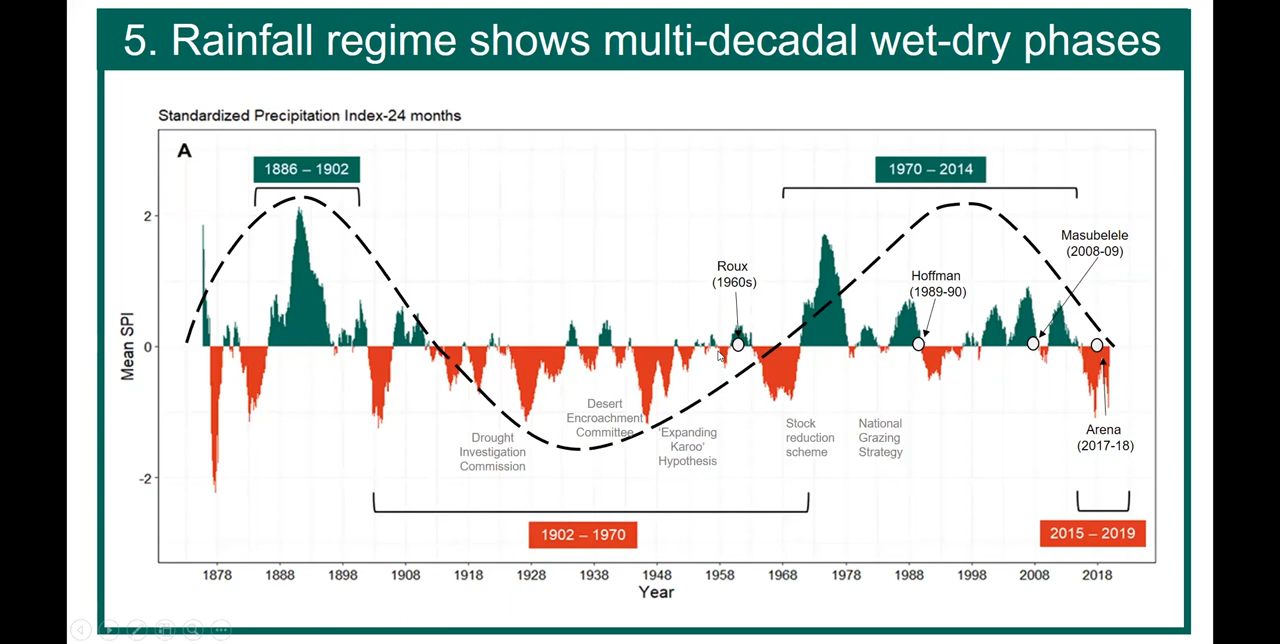 5. Rainfall regime shows multi-decadal wet-dry phases
Standardized Precipitation Index-24 months
A
1886 – 1902
1970 – 2014
Masubelele
(2008-09)
Roux
(1960s)
Hoffman
(1989-90)
Mean SPI
2
0
-2
Desert
Encroachment
Committee
Drought
Investigation
Commission
'Expanding
Karoo'
Hypothesis
Stock
reduction
scheme
National
Grazing
Strategy
Arena
(2017-18)
1902 – 1970
2015 – 2019
1878 1888 1898 1908 1918 1928 1938 1948 1958 1968 1978 1988 1998 2008 2018
Year